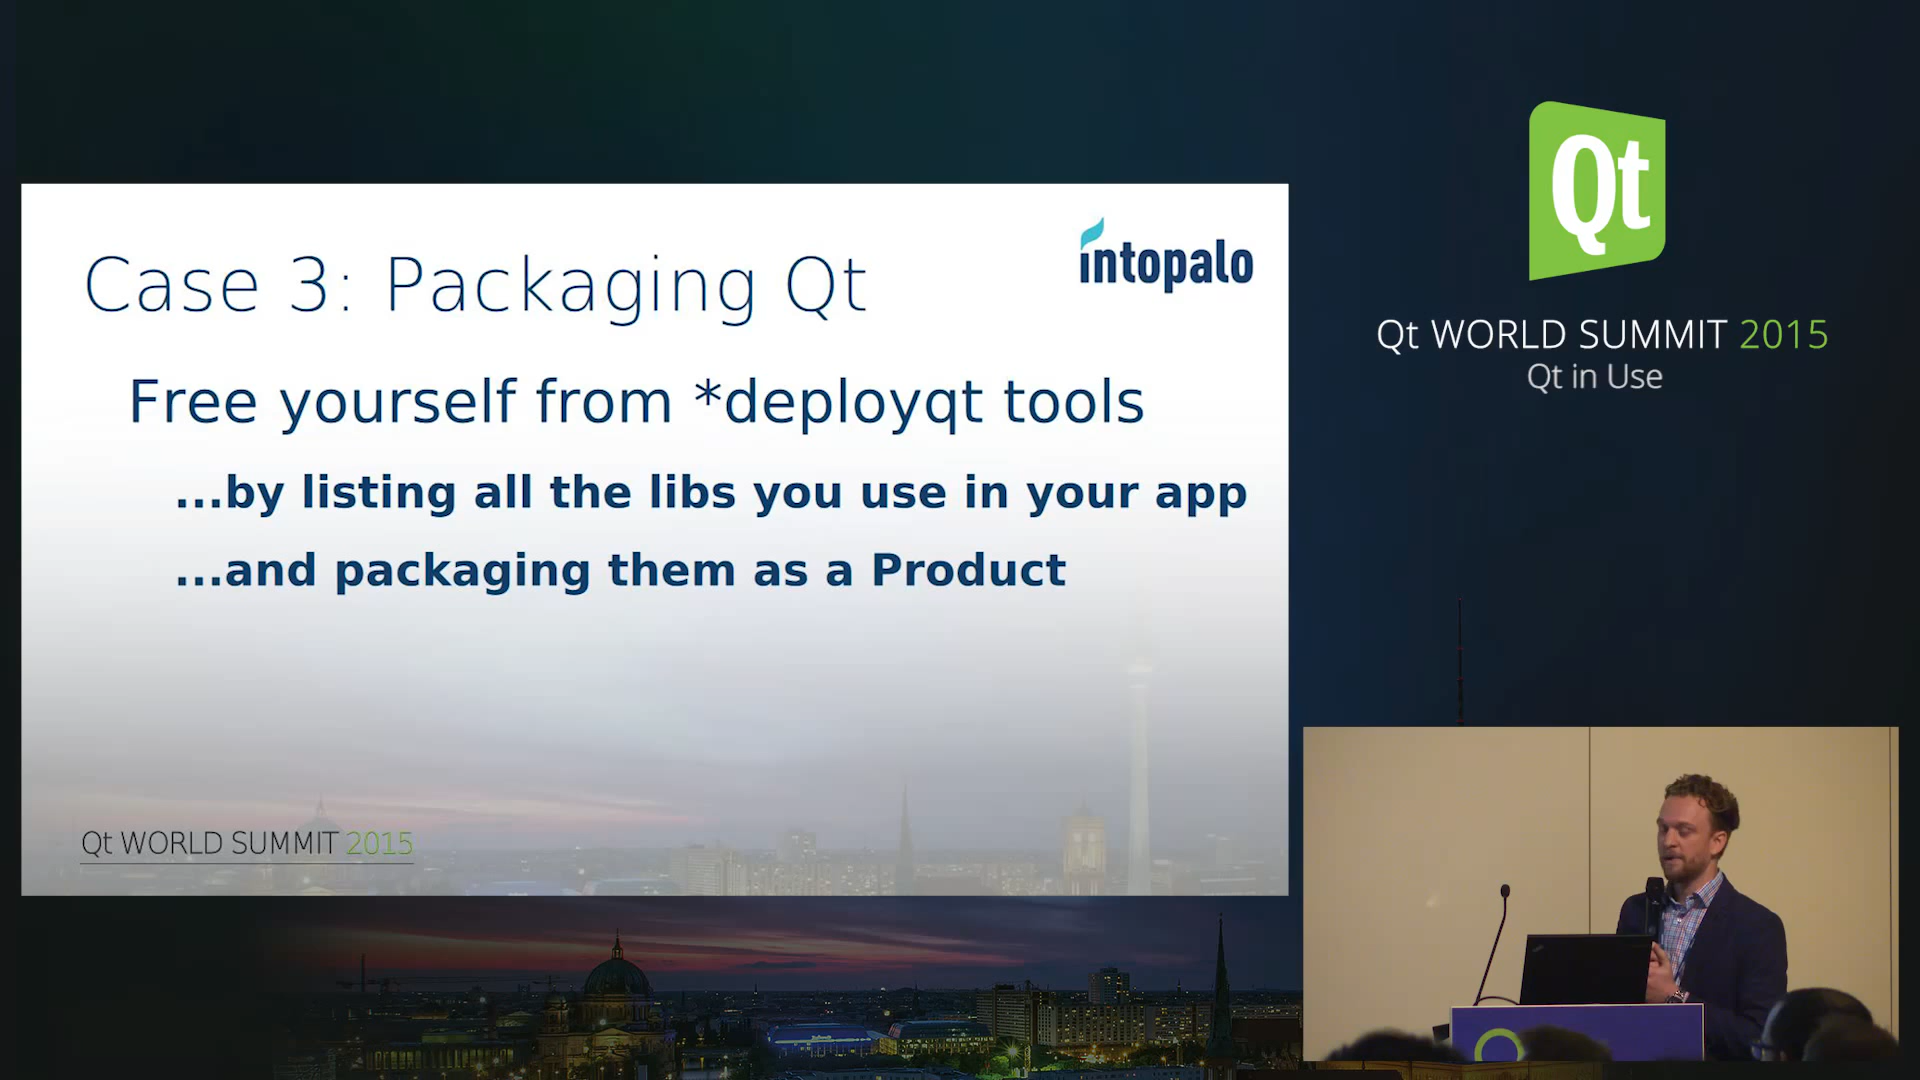 Case 3: Packaging Qt
intopalo
Free yourself from *deployqt tools
...by listing all the libs you use in your app
...and packaging them as a Product
Qt WORLD SUMMIT 2015
Qt
Qt WORLD SUMMIT 2015
Qt in Use